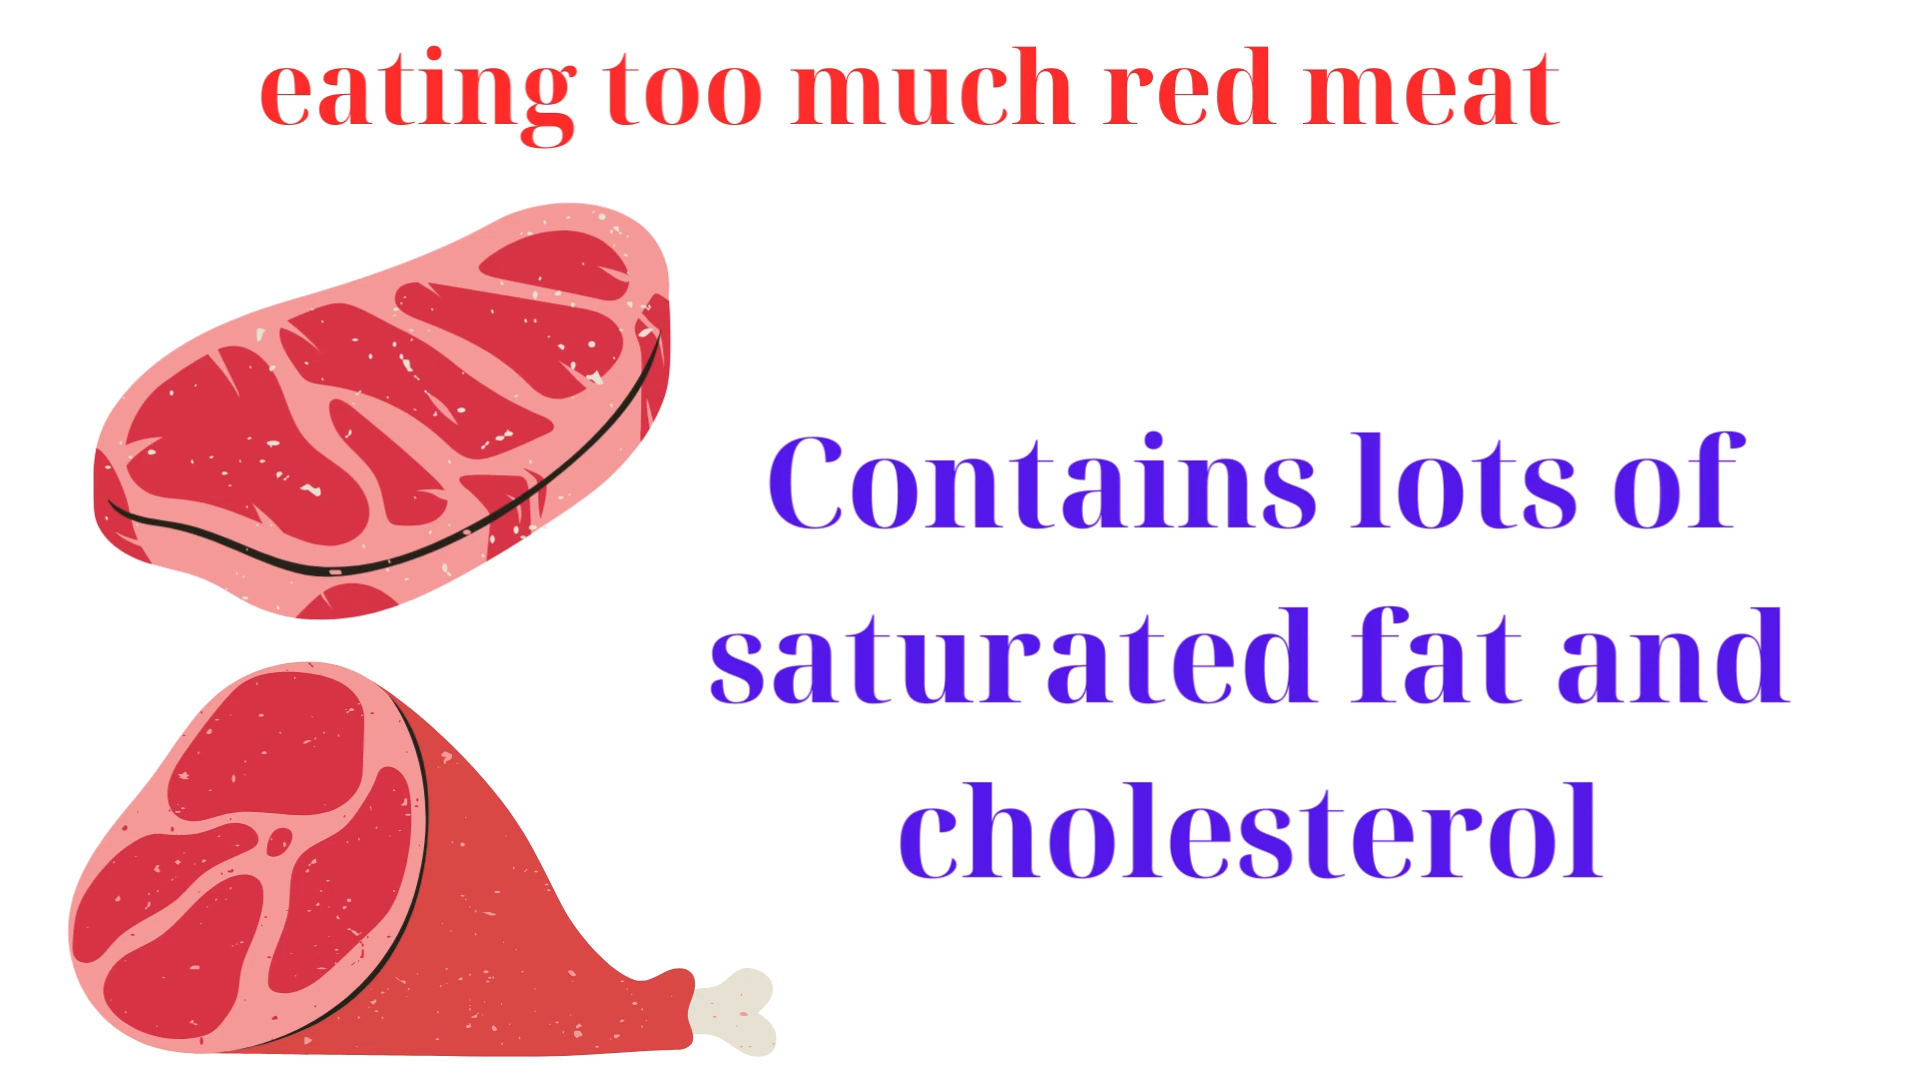 eating too much red meat
Contains lots of
saturated fat and
cholesterol